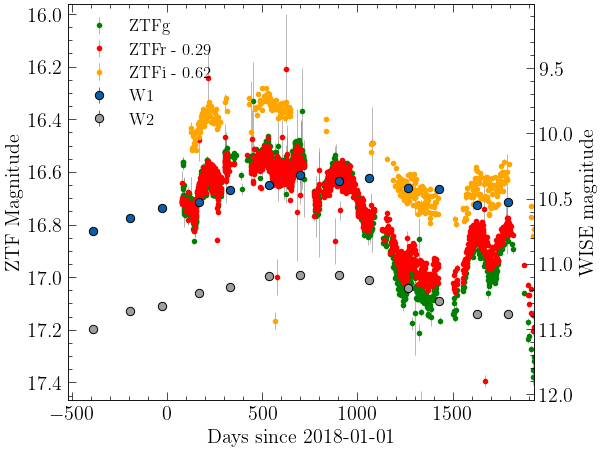 ZTFg
ZTFr - 0.29
ZTFi - 0.62
W1
W2
16.0
16.2
16.4
16.6
16.8
17.0
17.2
17.4
ZTF Magnitude
9.5
10.0
10.5
11.0
11.5
12.0
WISE magnitude
−500
0
500
1000
1500
Days since 2018-01-01